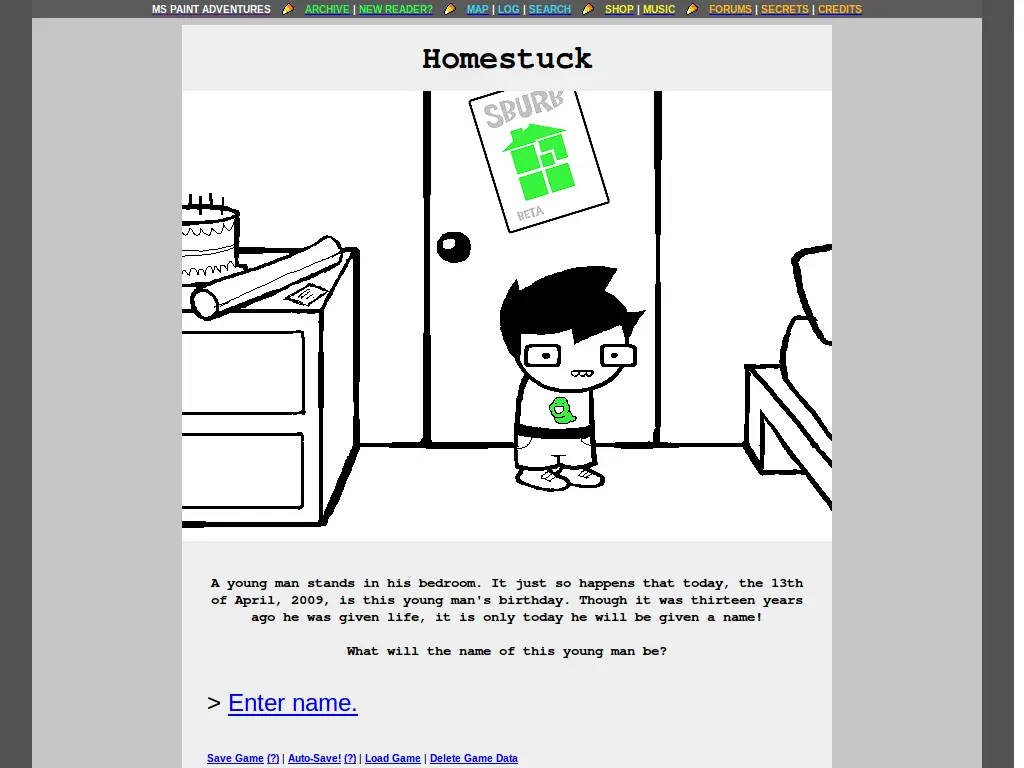 MS PAINT ADVENTURES ARCHIVE | NEW READER? MAP | LOG | SEARCH SHOP | MUSIC FORUMS | SECRETS | CREDITS
Homestuck
SBURB
BETA
A young man stands in his bedroom. It just so happens that today, the 13th
of April, 2009, is this young man's birthday. Though it was thirteen years
ago he was given life, it is only today he will be given a name!
What will the name of this young man be?
> Enter name.
Save Game (?) | Auto-Save! (?) | Load Game | Delete Game Data